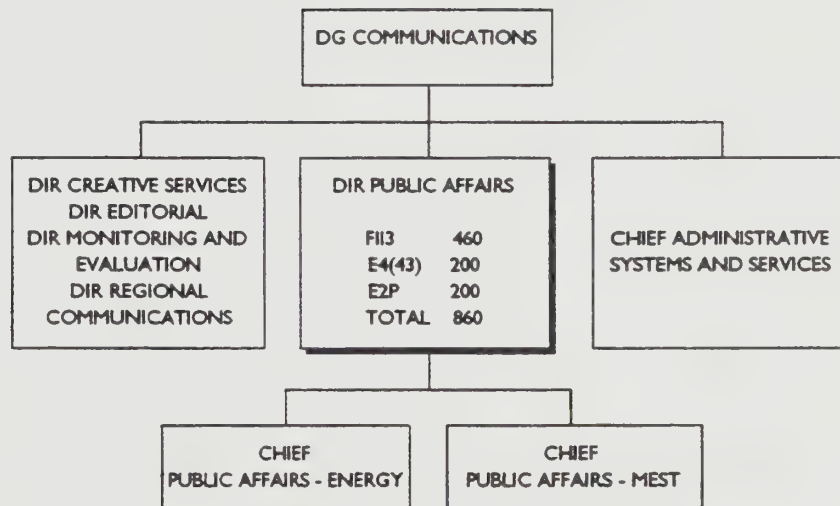 DG COMMUNICATIONS
DIR CREATIVE SERVICES
DIR EDITORIAL
DIR MONITORING AND
EVALUATION
DIR REGIONAL
COMMUNICATIONS
DIR PUBLIC AFFAIRS
FII3 460
E4(43) 200
E2P 200
TOTAL 860
CHIEF ADMINISTRATIVE
SYSTEMS AND SERVICES
CHIEF
PUBLIC AFFAIRS - ENERGY
CHIEF
PUBLIC AFFAIRS - MEST